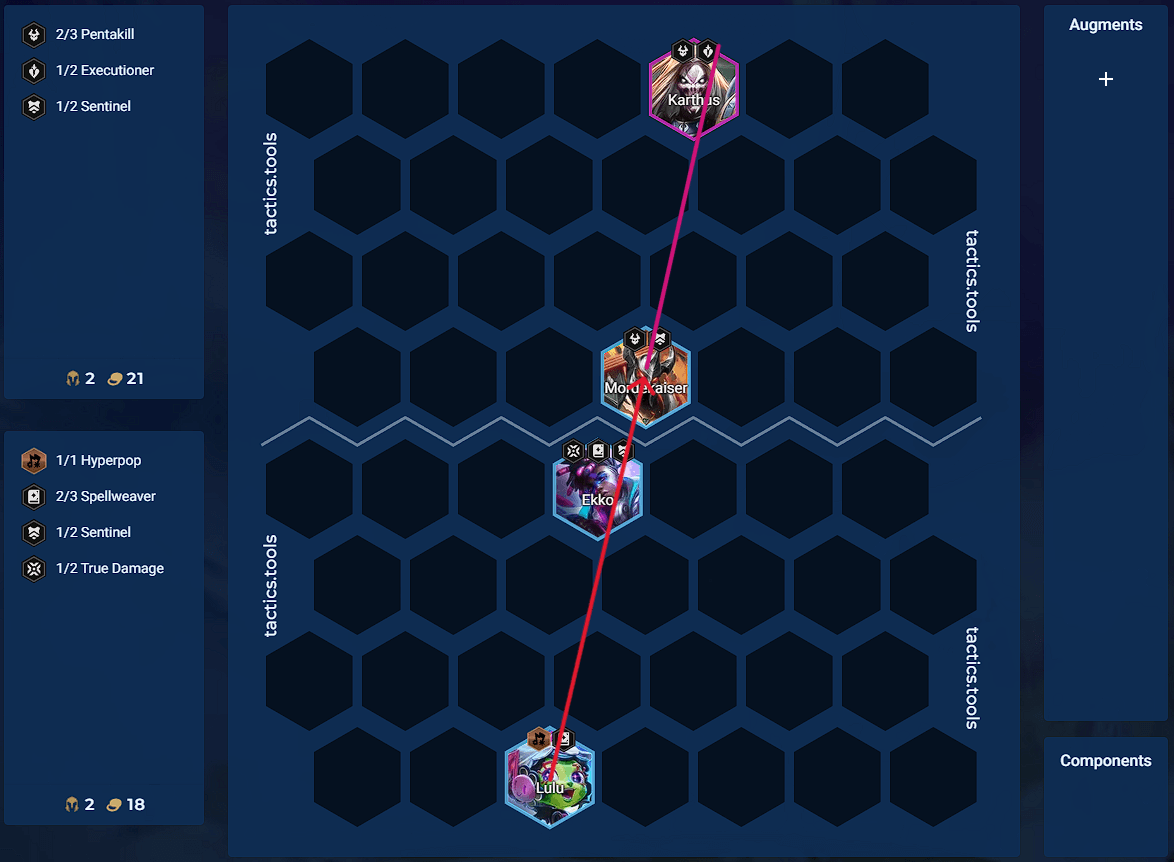 2/3 Pentakill
1/2 Executioner
1/2 Sentinel
2 21
1/1 Hyperpop
2/3 Spellweaver
1/2 Sentinel
1/2 True Damage
2 18
tactics.tools
tactics.tools
tactics.tools
tactics.tools
Karthus
Mordekaiser
Ekko
Lulu
Augments
+
Components